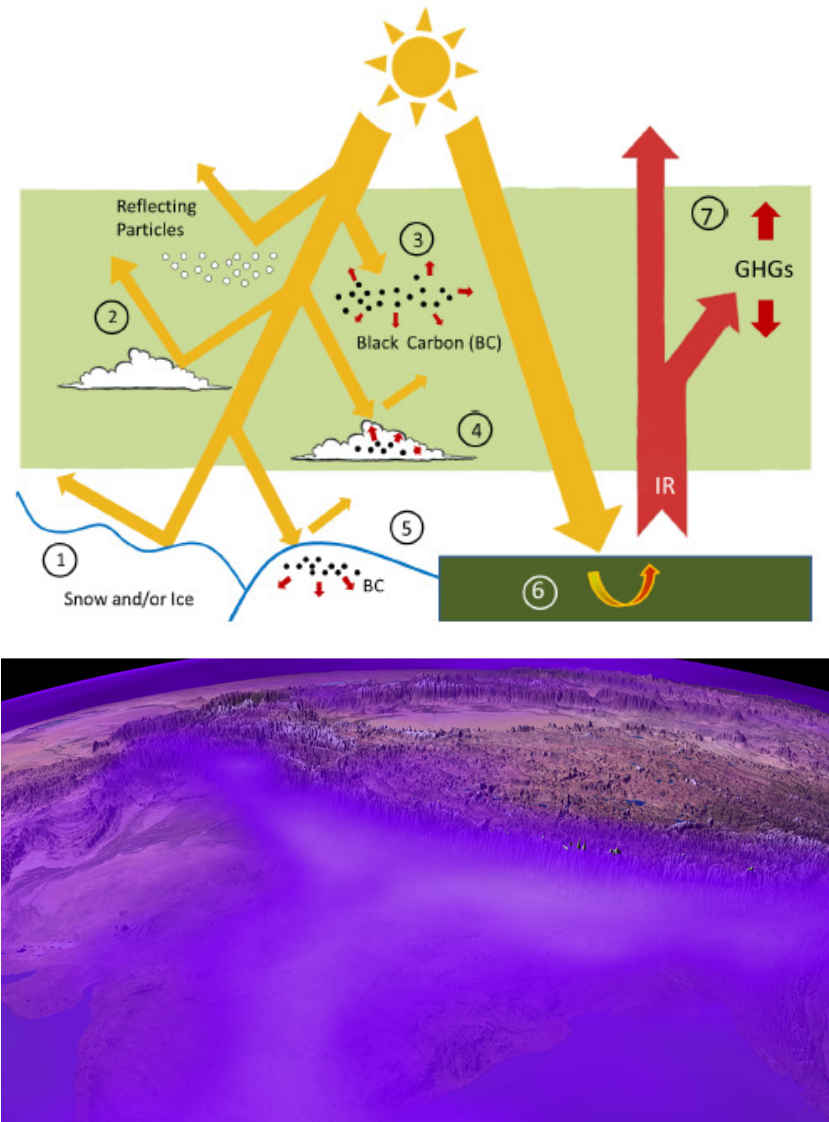 Reflecting
Particles
3
7
GHGs
2
Black Carbon (BC)
4
IR
1
5
Snow and/or Ice
BC
6